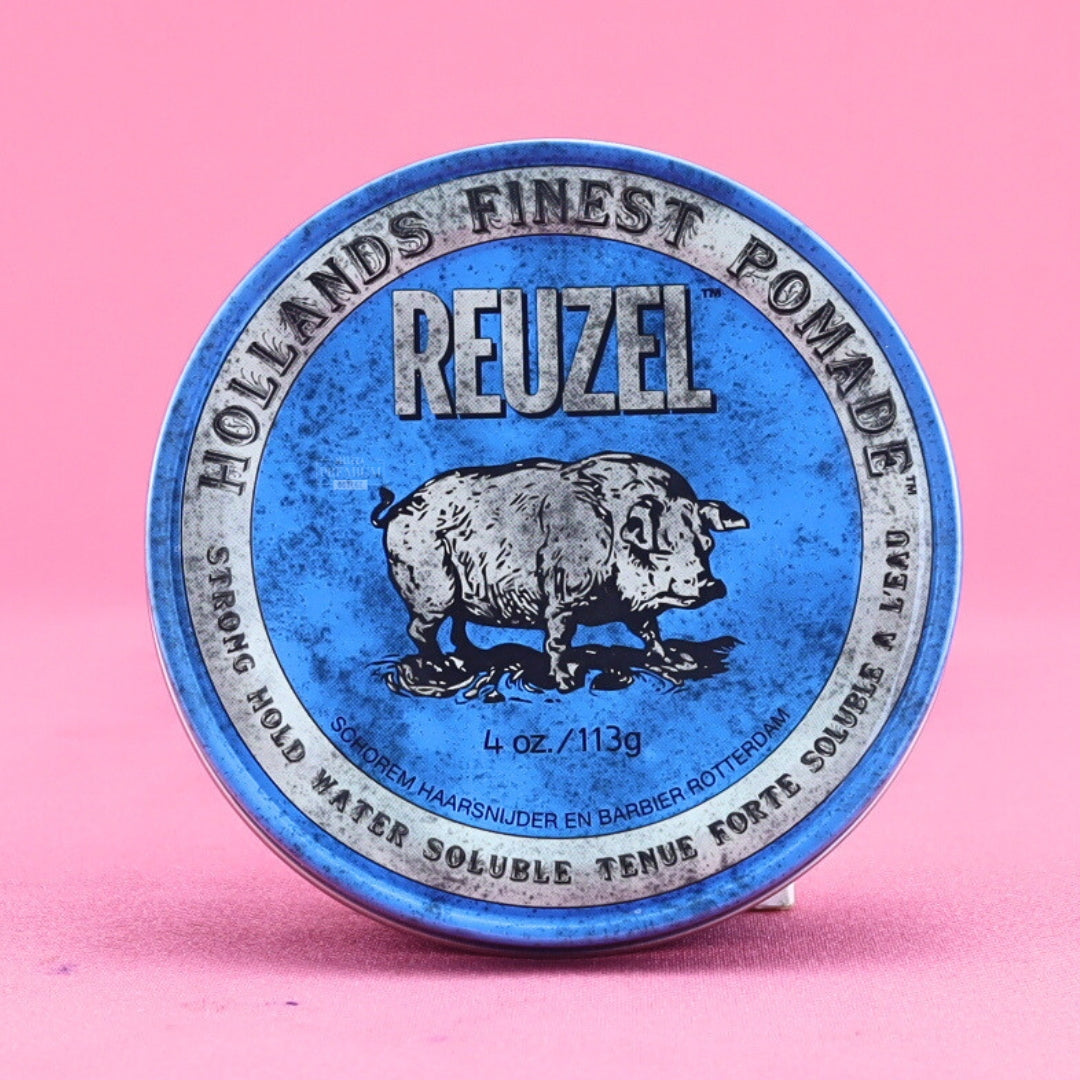 HOLLANDS FINEST POMADE™
REUZEL™
PREMIUM
4 oz./113g
SCHOREM HAARSNIJDER EN BARBIER ROTTERDAM
STRONG HOLD WATER SOLUBLE TENUE FORTE SOLUBLE A L'EAU